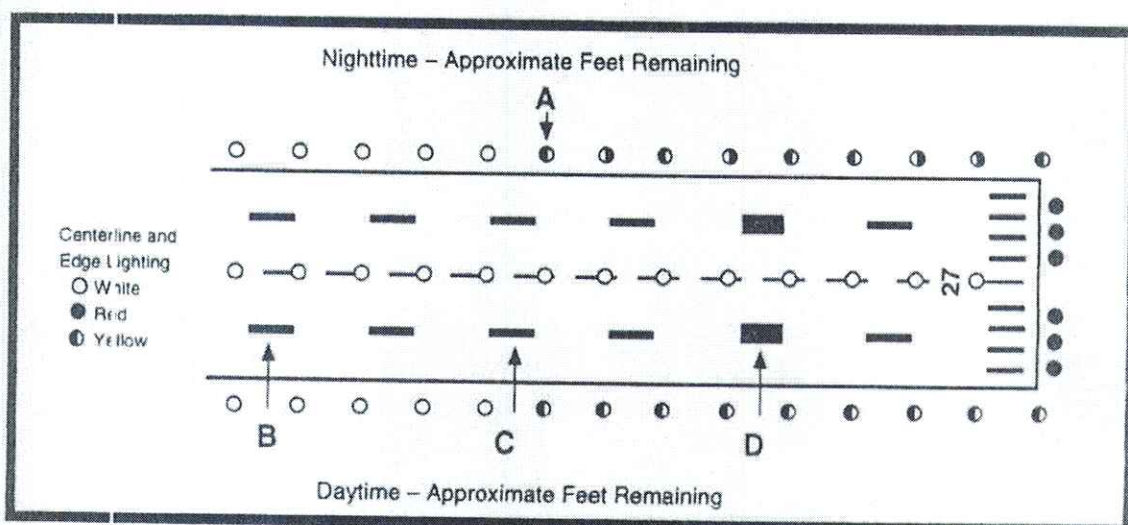 Nighttime – Approximate Feet Remaining
A
Centerline and
Edge Lighting
White
Red
Yellow
27
B
C
D
Daytime – Approximate Feet Remaining